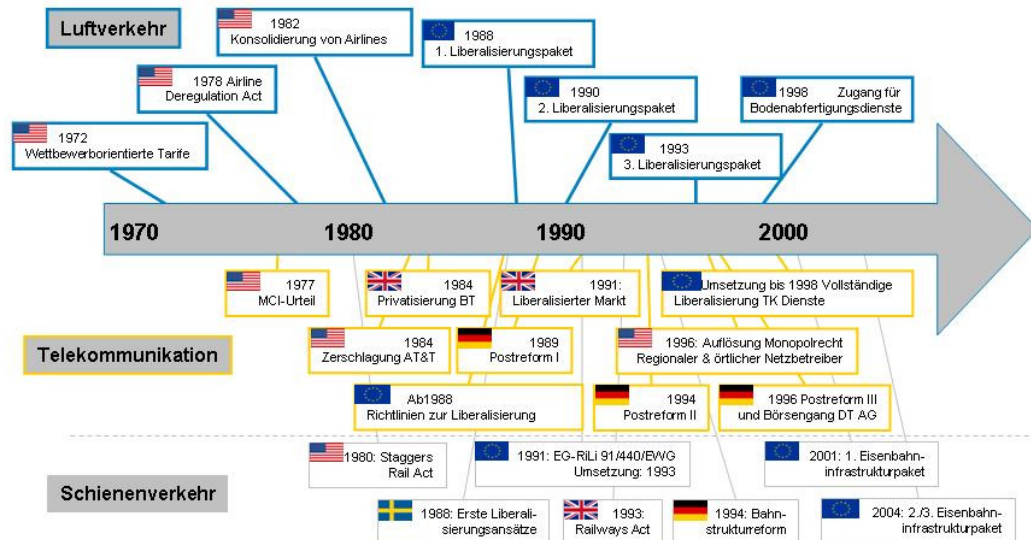 Luftverkehr
1982
Konsolidierung von Airlines
1988
1. Liberalisierungspaket
1978 Airline
Deregulation Act
1990
2. Liberalisierungspaket
1998 Zugang für
Bodenabfertigungsdienste
1972
Wettbewerborientierte Tarife
1993
3. Liberalisierungspaket
1970 1980 1990 2000
1977
MCI-Urteil
1984
Privatisierung BT
1991:
Liberalisierter Markt
Umsetzung bis 1998 Vollständige
Liberalisierung TK Dienste
Telekommunikation
1984
Zerschlagung AT&T
1989
Postreform I
1996: Auflösung Monopolrecht
Regionaler & örtlicher Netzbetreiber
Ab1988
Richtlinien zur Liberalisierung
1994
Postreform II
1996 Postreform III
und Börsengang DT AG
Schienenverkehr
1980: Staggers
Rail Act
1991: EG-RiLi 91/440/EWG
Umsetzung: 1993
2001: 1. Eisenbahn-
infrastrukturpaket
1988: Erste Liberali-
sierungsansätze
1993:
Railways Act
1994: Bahn-
strukturreform
2004: 2./3. Eisenbahn-
infrastrukturpaket